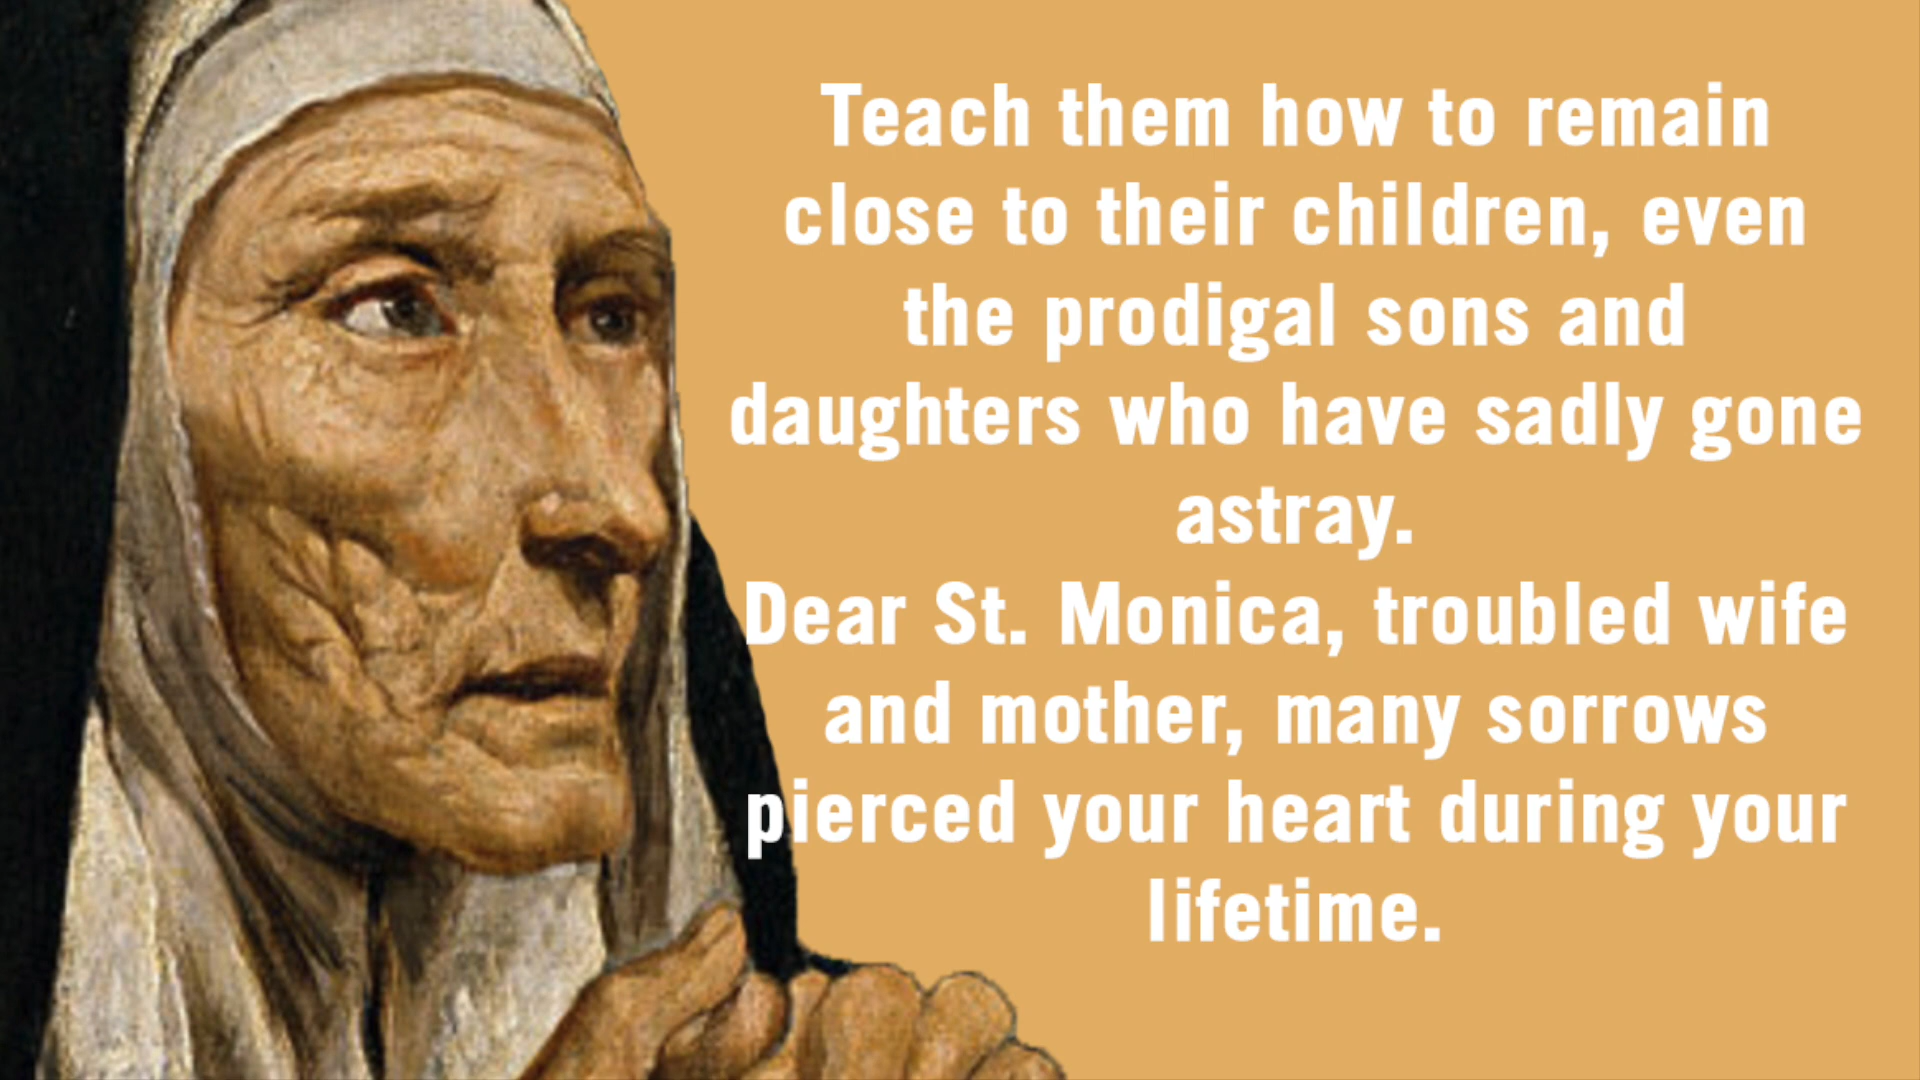 Teach them how to remain
close to their children, even
the prodigal sons and
daughters who have sadly gone
astray.
Dear St. Monica, troubled wife
and mother, many sorrows
pierced your heart during your
lifetime.